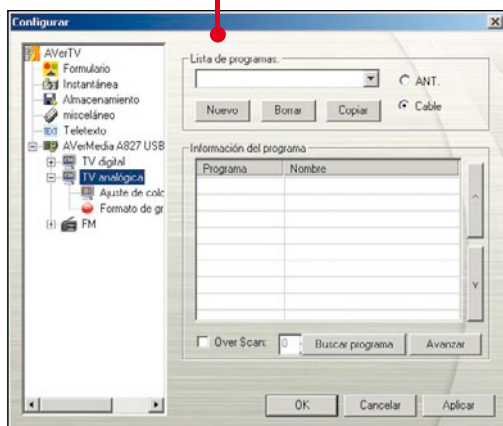 Configurar
AVerTV
Formulario
Instantánea
Almacenamiento
misceláneo
TEXT Teletexto
AVerMedia A827 USB
TV digital
TV analógica
Ajuste de colc
Formato de gr
FM
Lista de programas.
ANT.
Cable
Nuevo Borrar Copiar
Información del programa
Programa Nombre
Over Scan: 0 Buscar programa Avanzar
OK Cancelar Aplicar